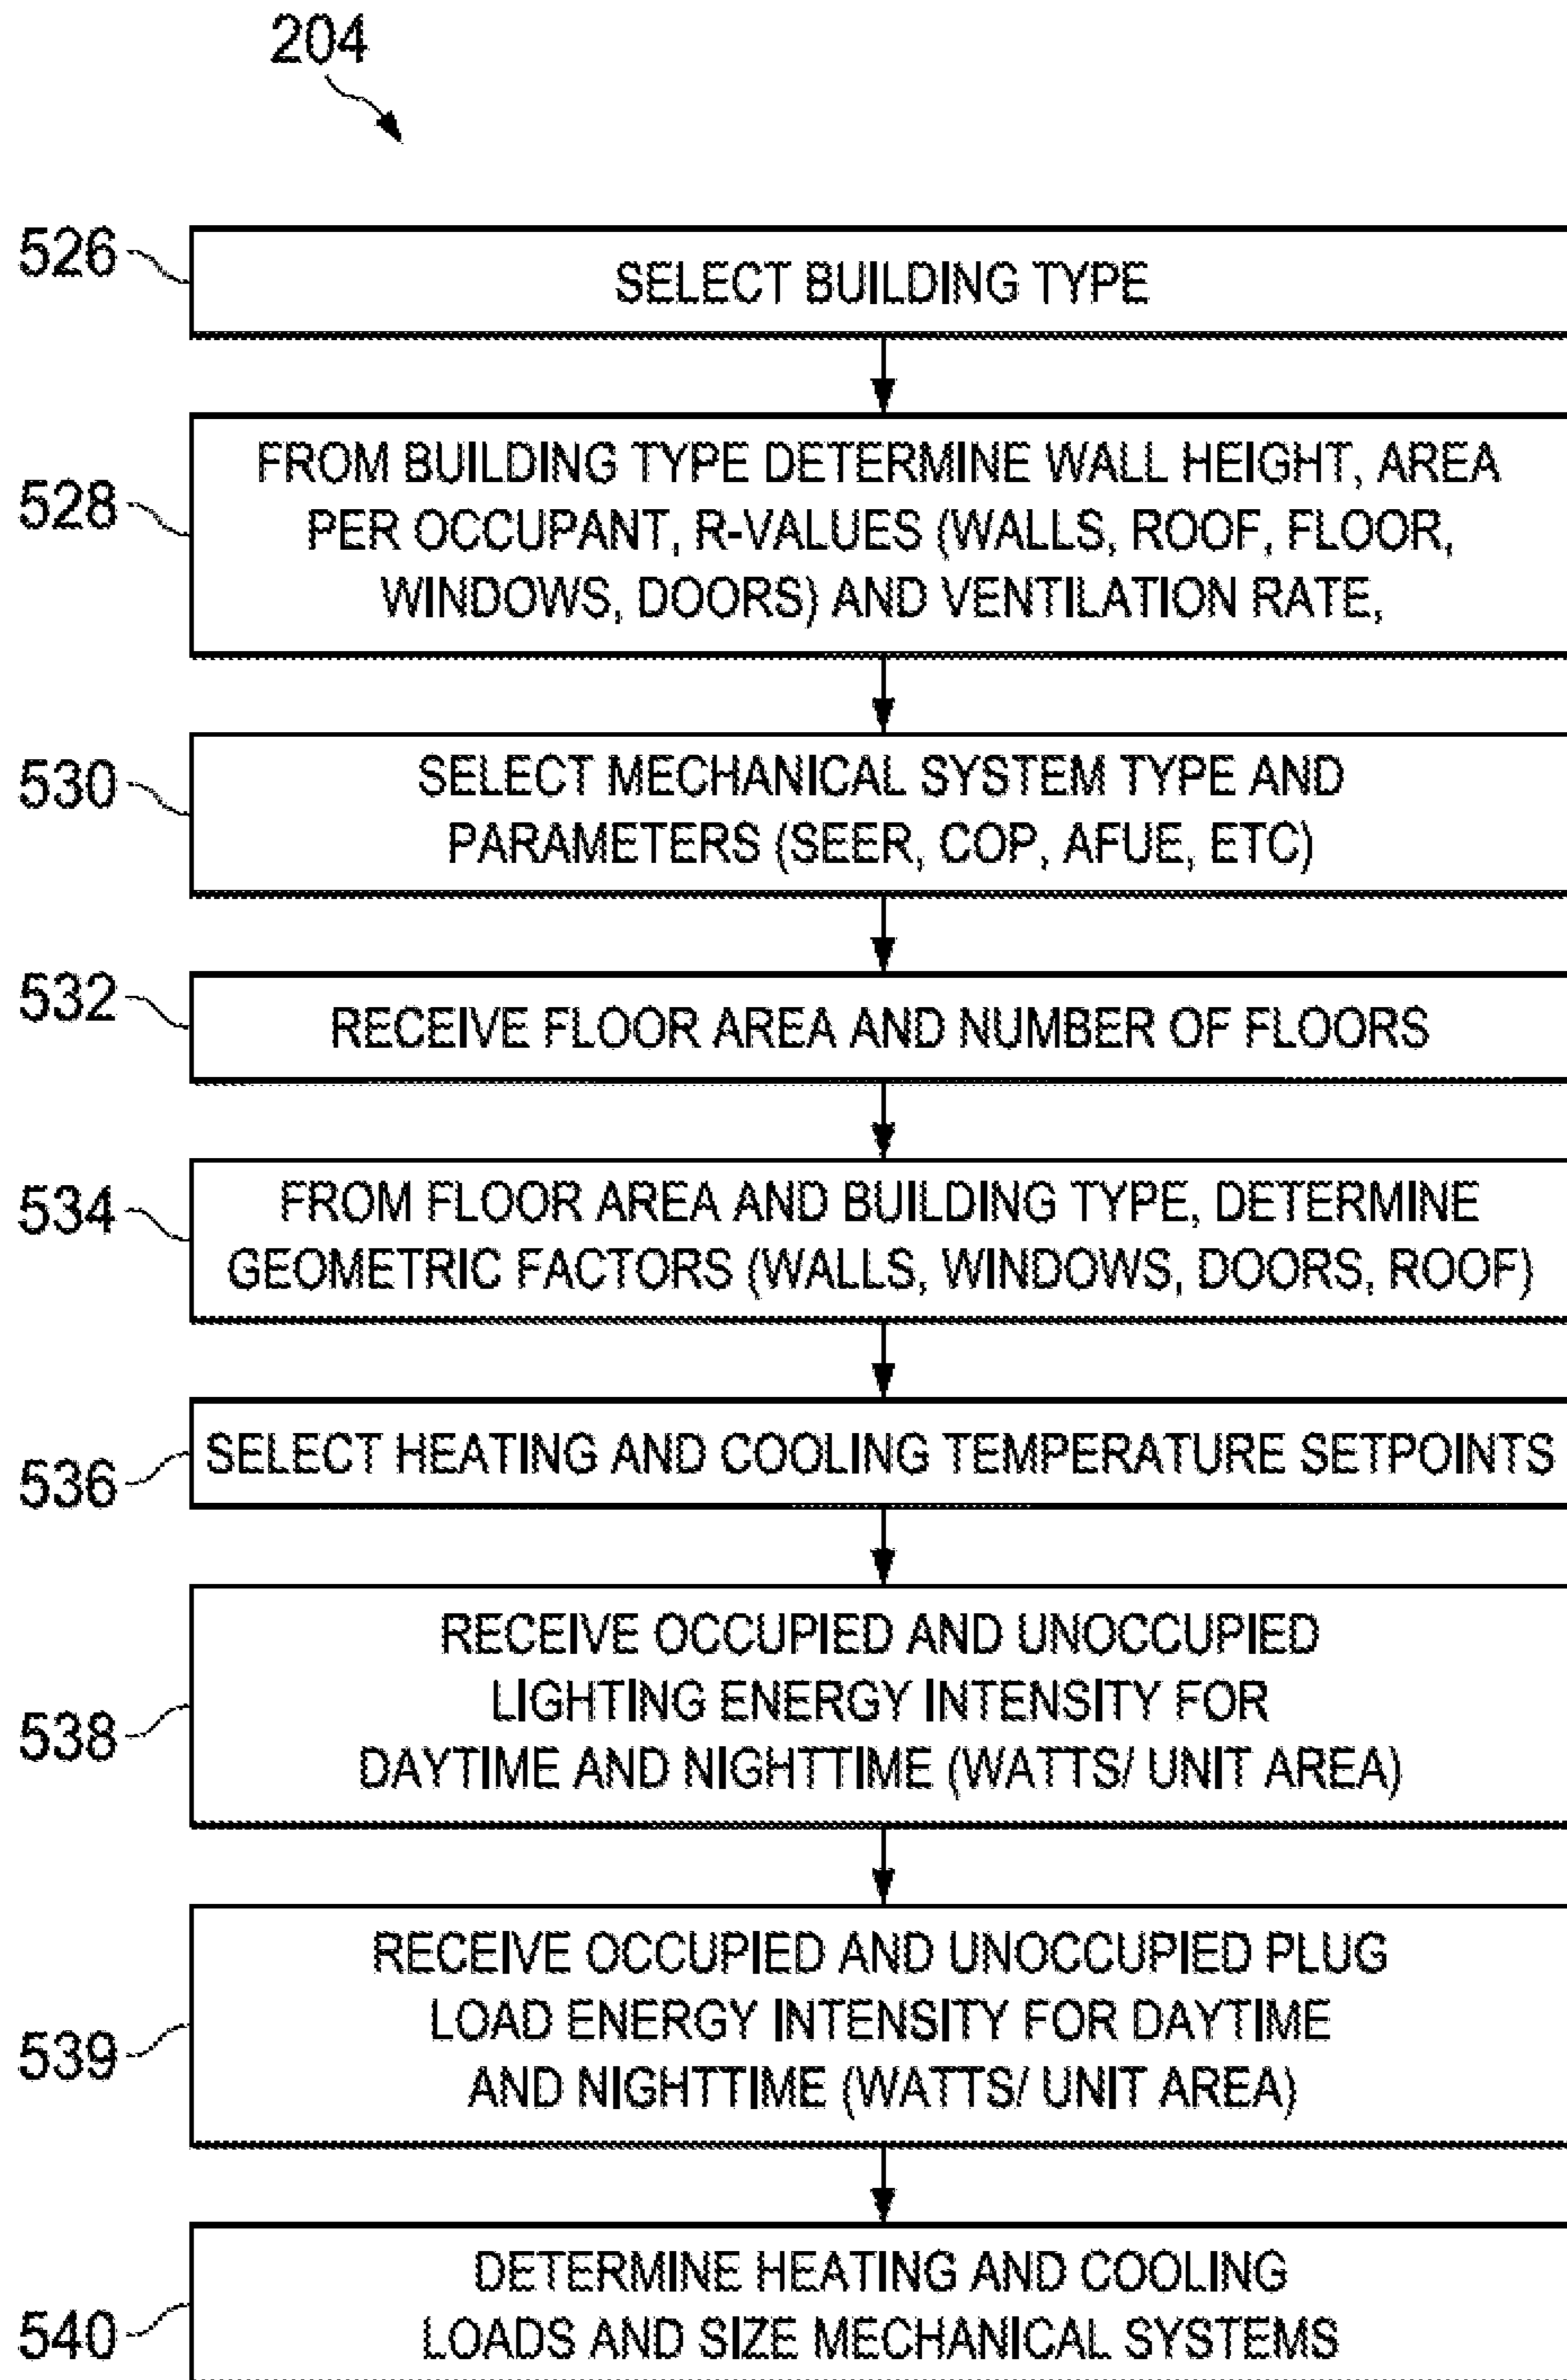 204
526
SELECT BUILDING TYPE
528
FROM BUILDING TYPE DETERMINE WALL HEIGHT, AREA
PER OCCUPANT, R-VALUES (WALLS, ROOF, FLOOR,
WINDOWS, DOORS) AND VENTILATION RATE,
530
SELECT MECHANICAL SYSTEM TYPE AND
PARAMETERS (SEER, COP, AFUE, ETC)
532
RECEIVE FLOOR AREA AND NUMBER OF FLOORS
534
FROM FLOOR AREA AND BUILDING TYPE, DETERMINE
GEOMETRIC FACTORS (WALLS, WINDOWS, DOORS, ROOF)
536
SELECT HEATING AND COOLING TEMPERATURE SETPOINTS
538
RECEIVE OCCUPIED AND UNOCCUPIED
LIGHTING ENERGY INTENSITY FOR
DAYTIME AND NIGHTTIME (WATTS/ UNIT AREA)
539
RECEIVE OCCUPIED AND UNOCCUPIED PLUG
LOAD ENERGY INTENSITY FOR DAYTIME
AND NIGHTTIME (WATTS/ UNIT AREA)
540
DETERMINE HEATING AND COOLING
LOADS AND SIZE MECHANICAL SYSTEMS